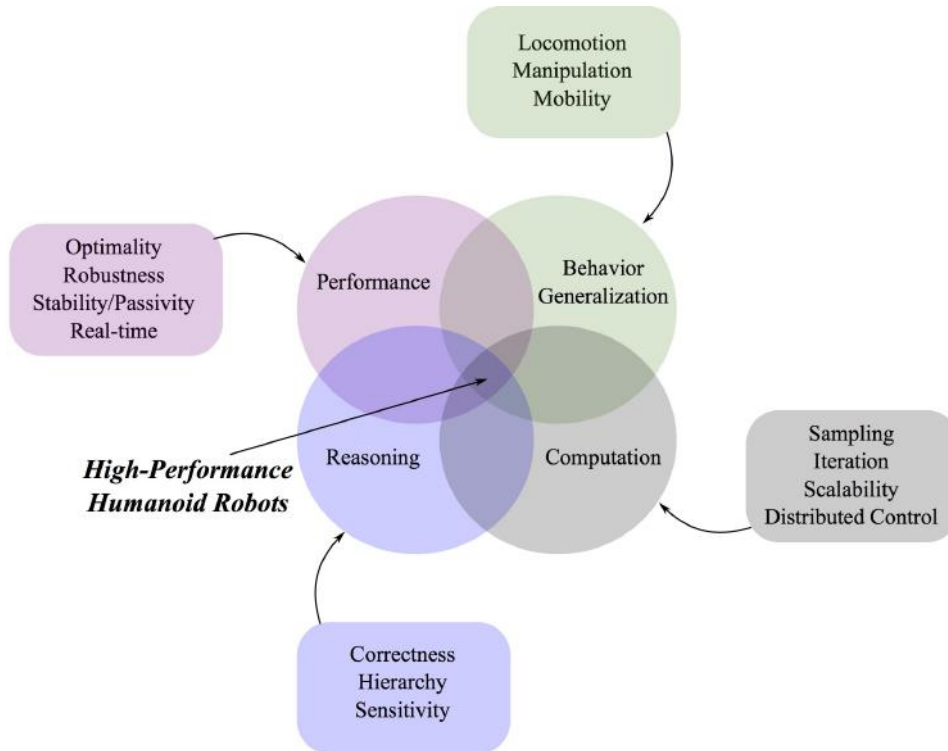 Locomotion
Manipulation
Mobility
Optimality
Robustness
Stability/Passivity
Real-time
Performance
Behavior
Generalization
High-Performance
Humanoid Robots
Reasoning
Computation
Sampling
Iteration
Scalability
Distributed Control
Correctness
Hierarchy
Sensitivity